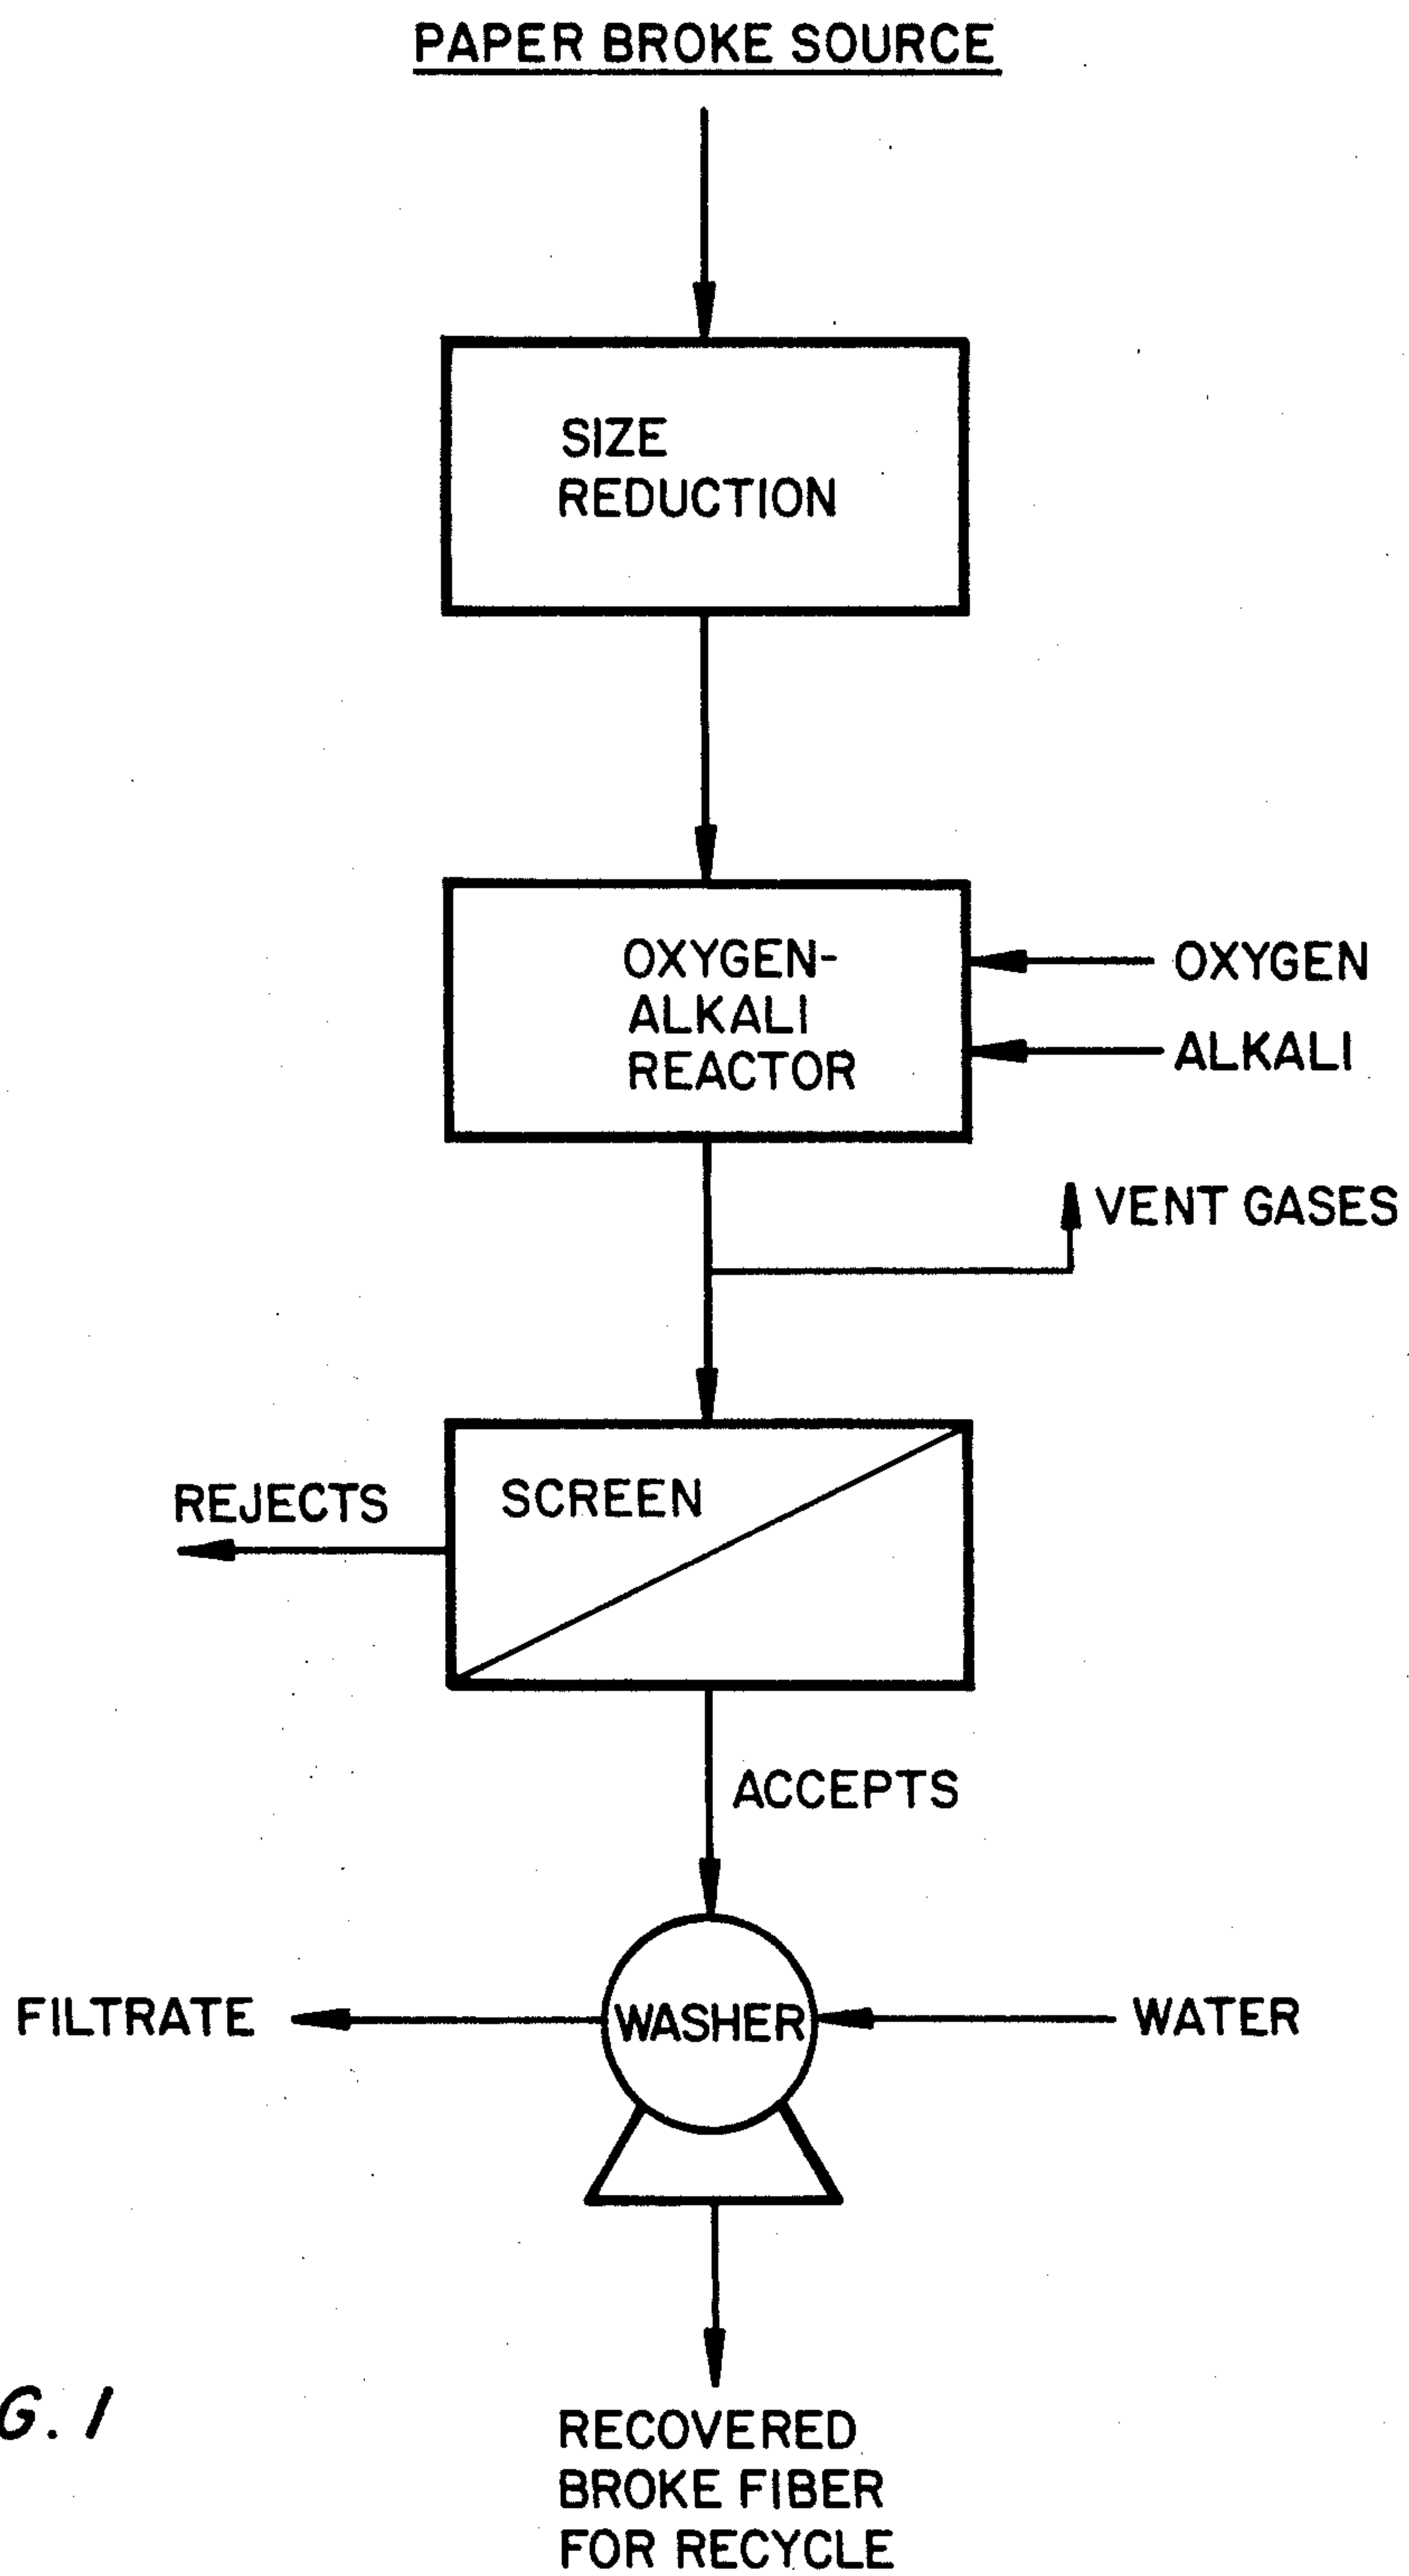 PAPER BROKE SOURCE
SIZE
REDUCTION
OXYGEN-
ALKALI
REACTOR
OXYGEN
ALKALI
VENT GASES
REJECTS
SCREEN
ACCEPTS
FILTRATE
WASHER
WATER
G. 1
RECOVERED
BROKE FIBER
FOR RECYCLE